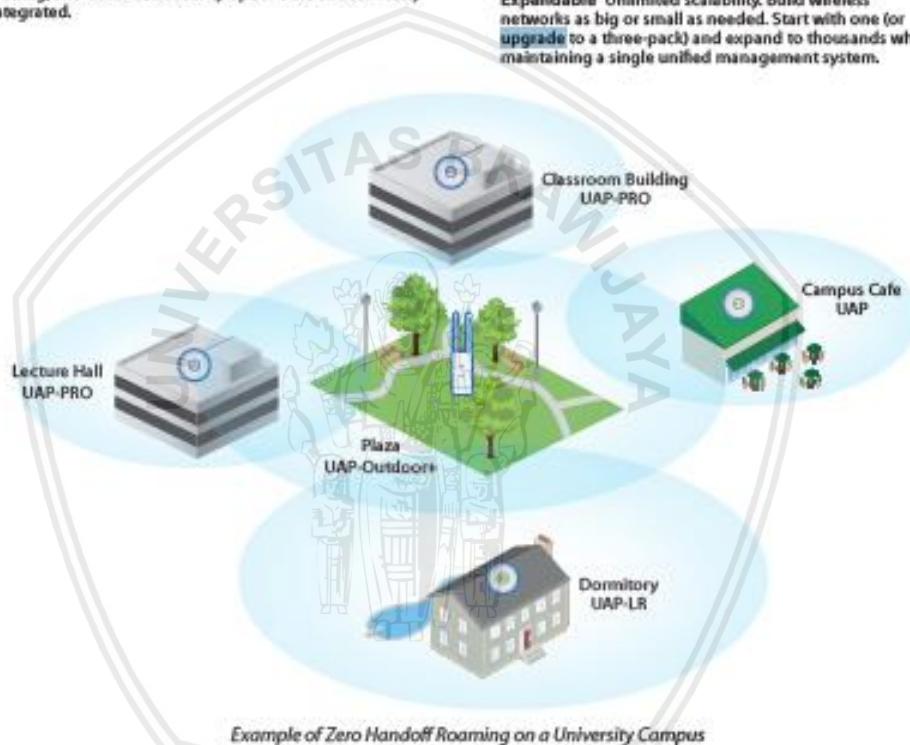 integrated.
Expandable Unlimited scalability. Build wireless
networks as big or small as needed. Start with one (or
upgrade to a three-pack) and expand to thousands
maintaining a single unified management system.
UNIVERSITAS BRAWIJAYA
Classroom Building
UAP-PRO
Campus Cafe
UAP
Lecture Hall
UAP-PRO
Plaza
UAP-Outdoor+
Dormitory
UAP-LR
Example of Zero Handoff Roaming on a University Campus